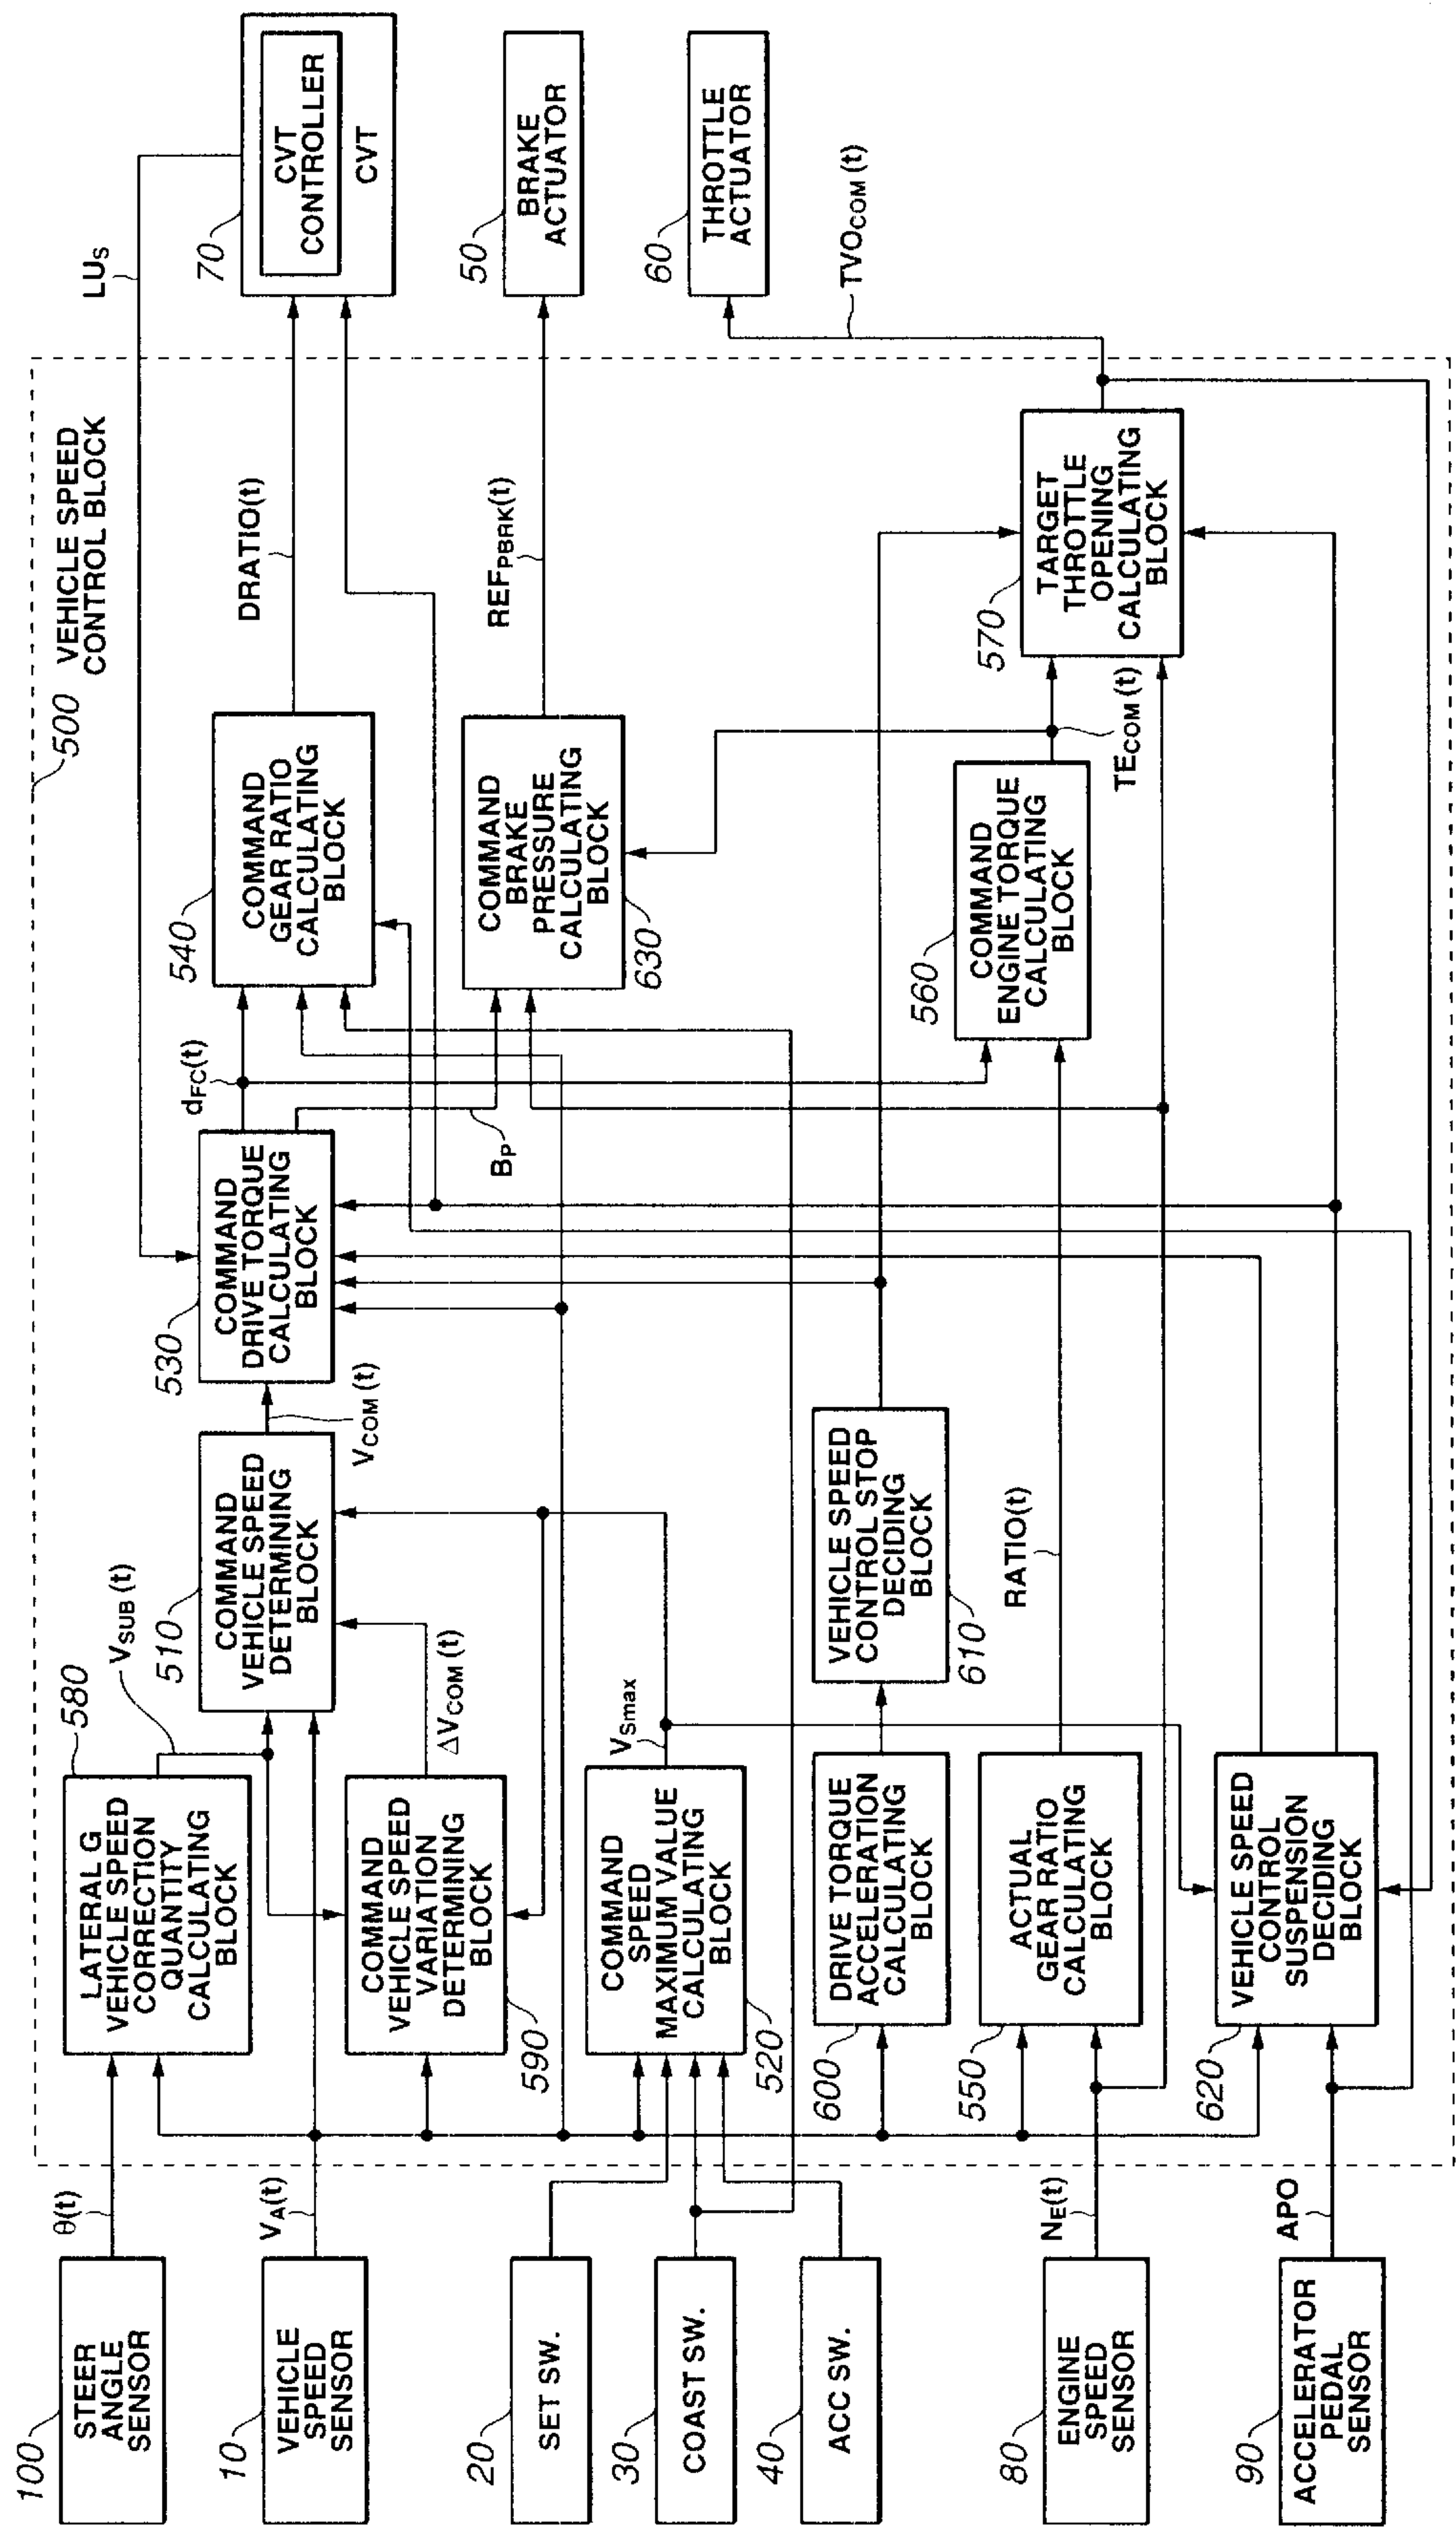 100
STEER
ANGLE
SENSOR
θ(t)
10
VEHICLE
SPEED
SENSOR
VA(t)
20
SET SW.
30
COAST SW.
40
ACC SW.
80
ENGINE
SPEED
SENSOR
NE(t)
90
ACCELERATOR
PEDAL
SENSOR
APO
500
VEHICLE SPEED
CONTROL BLOCK
580
LATERAL G
VEHICLE SPEED
CORRECTION
QUANTITY
CALCULATING
BLOCK
VSUB(t)
590
COMMAND
VEHICLE SPEED
VARIATION
DETERMINING
BLOCK
ΔVCOM(t)
520
COMMAND
SPEED
MAXIMUM VALUE
CALCULATING
BLOCK
VSmax
600
DRIVE TORQUE
ACCELERATION
CALCULATING
BLOCK
550
ACTUAL
GEAR RATIO
CALCULATING
BLOCK
RATIO(t)
620
VEHICLE SPEED
CONTROL
SUSPENSION
DECIDING
BLOCK
510
COMMAND
VEHICLE SPEED
DETERMINING
BLOCK
VCOM(t)
610
VEHICLE SPEED
CONTROL STOP
DECIDING
BLOCK
530
COMMAND
DRIVE TORQUE
CALCULATING
BLOCK
dFC(t)
BP
540
COMMAND
GEAR RATIO
CALCULATING
BLOCK
DRATIO(t)
630
COMMAND
BRAKE
PRESSURE
CALCULATING
BLOCK
REFPBRK(t)
560
COMMAND
ENGINE TORQUE
CALCULATING
BLOCK
TECOM(t)
570
TARGET
THROTTLE
OPENING
CALCULATING
BLOCK
TVOCOM(t)
LUS
70
CVT
CONTROLLER
CVT
50
BRAKE
ACTUATOR
60
THROTTLE
ACTUATOR